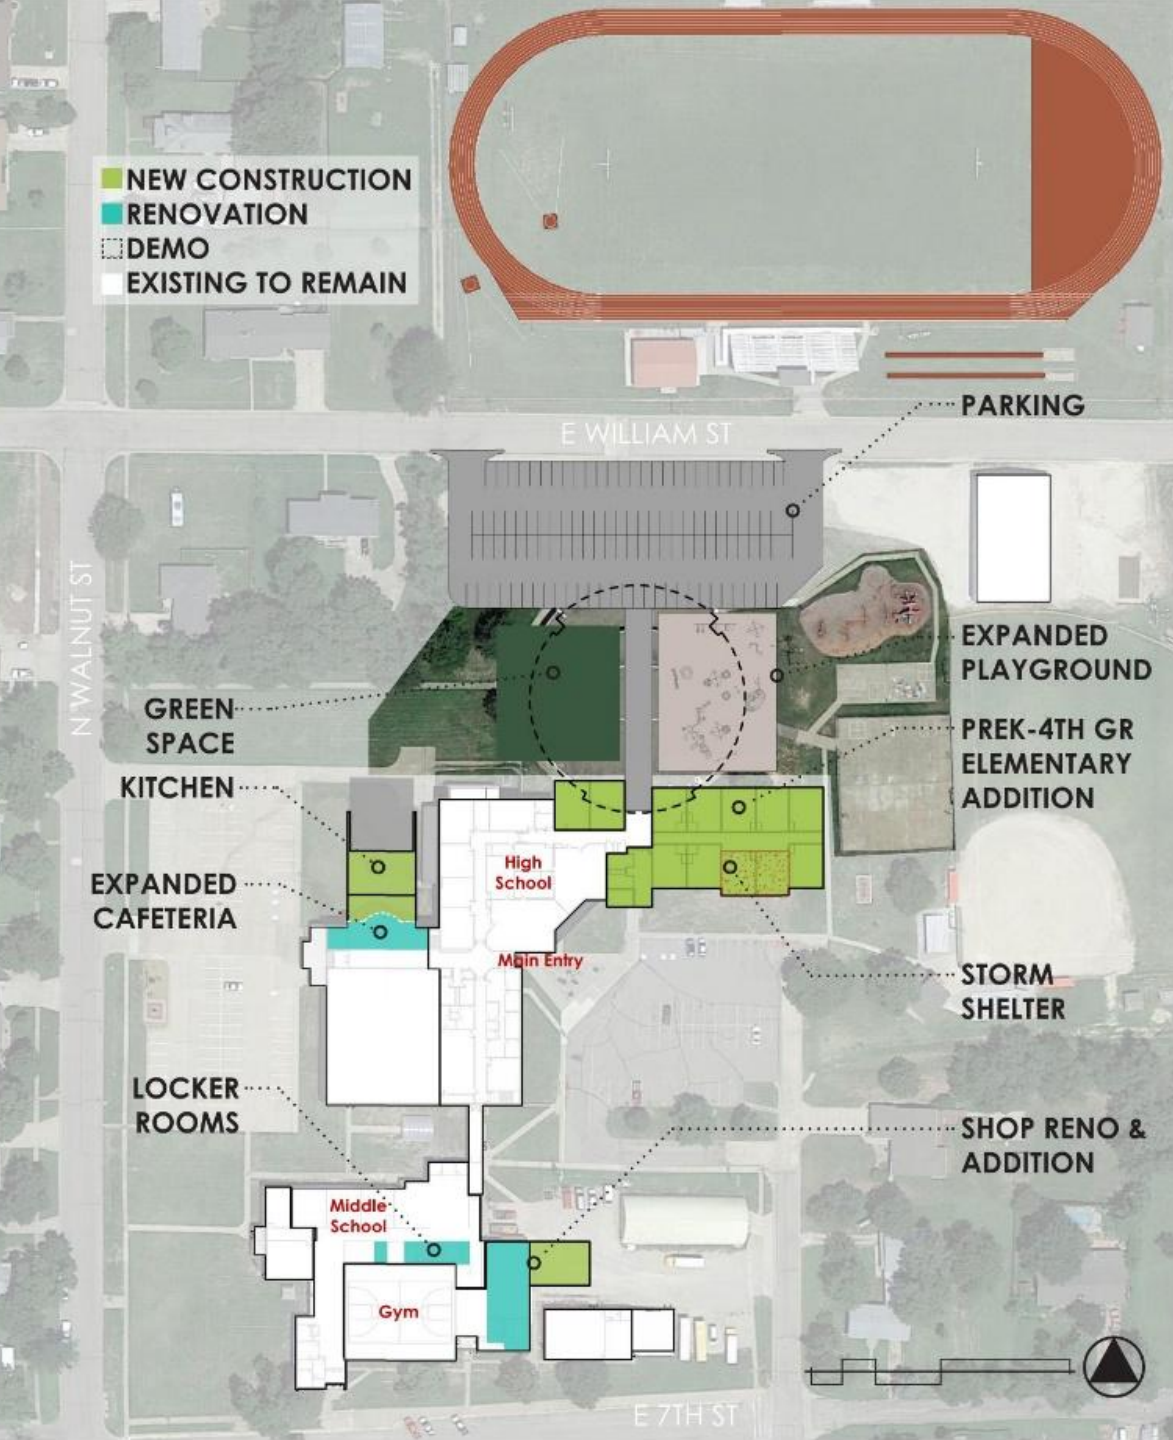 NEW CONSTRUCTION
RENOVATION
DEMO
EXISTING TO REMAIN
PARKING
E WILLIAM ST
N WALNUT ST
EXPANDED
PLAYGROUND
GREEN
SPACE
PREK-4TH GR
ELEMENTARY
ADDITION
KITCHEN
High
School
EXPANDED
CAFETERIA
Main Entry
STORM
SHELTER
LOCKER
ROOMS
SHOP RENO &
ADDITION
Middle
School
Gym
E 7TH ST